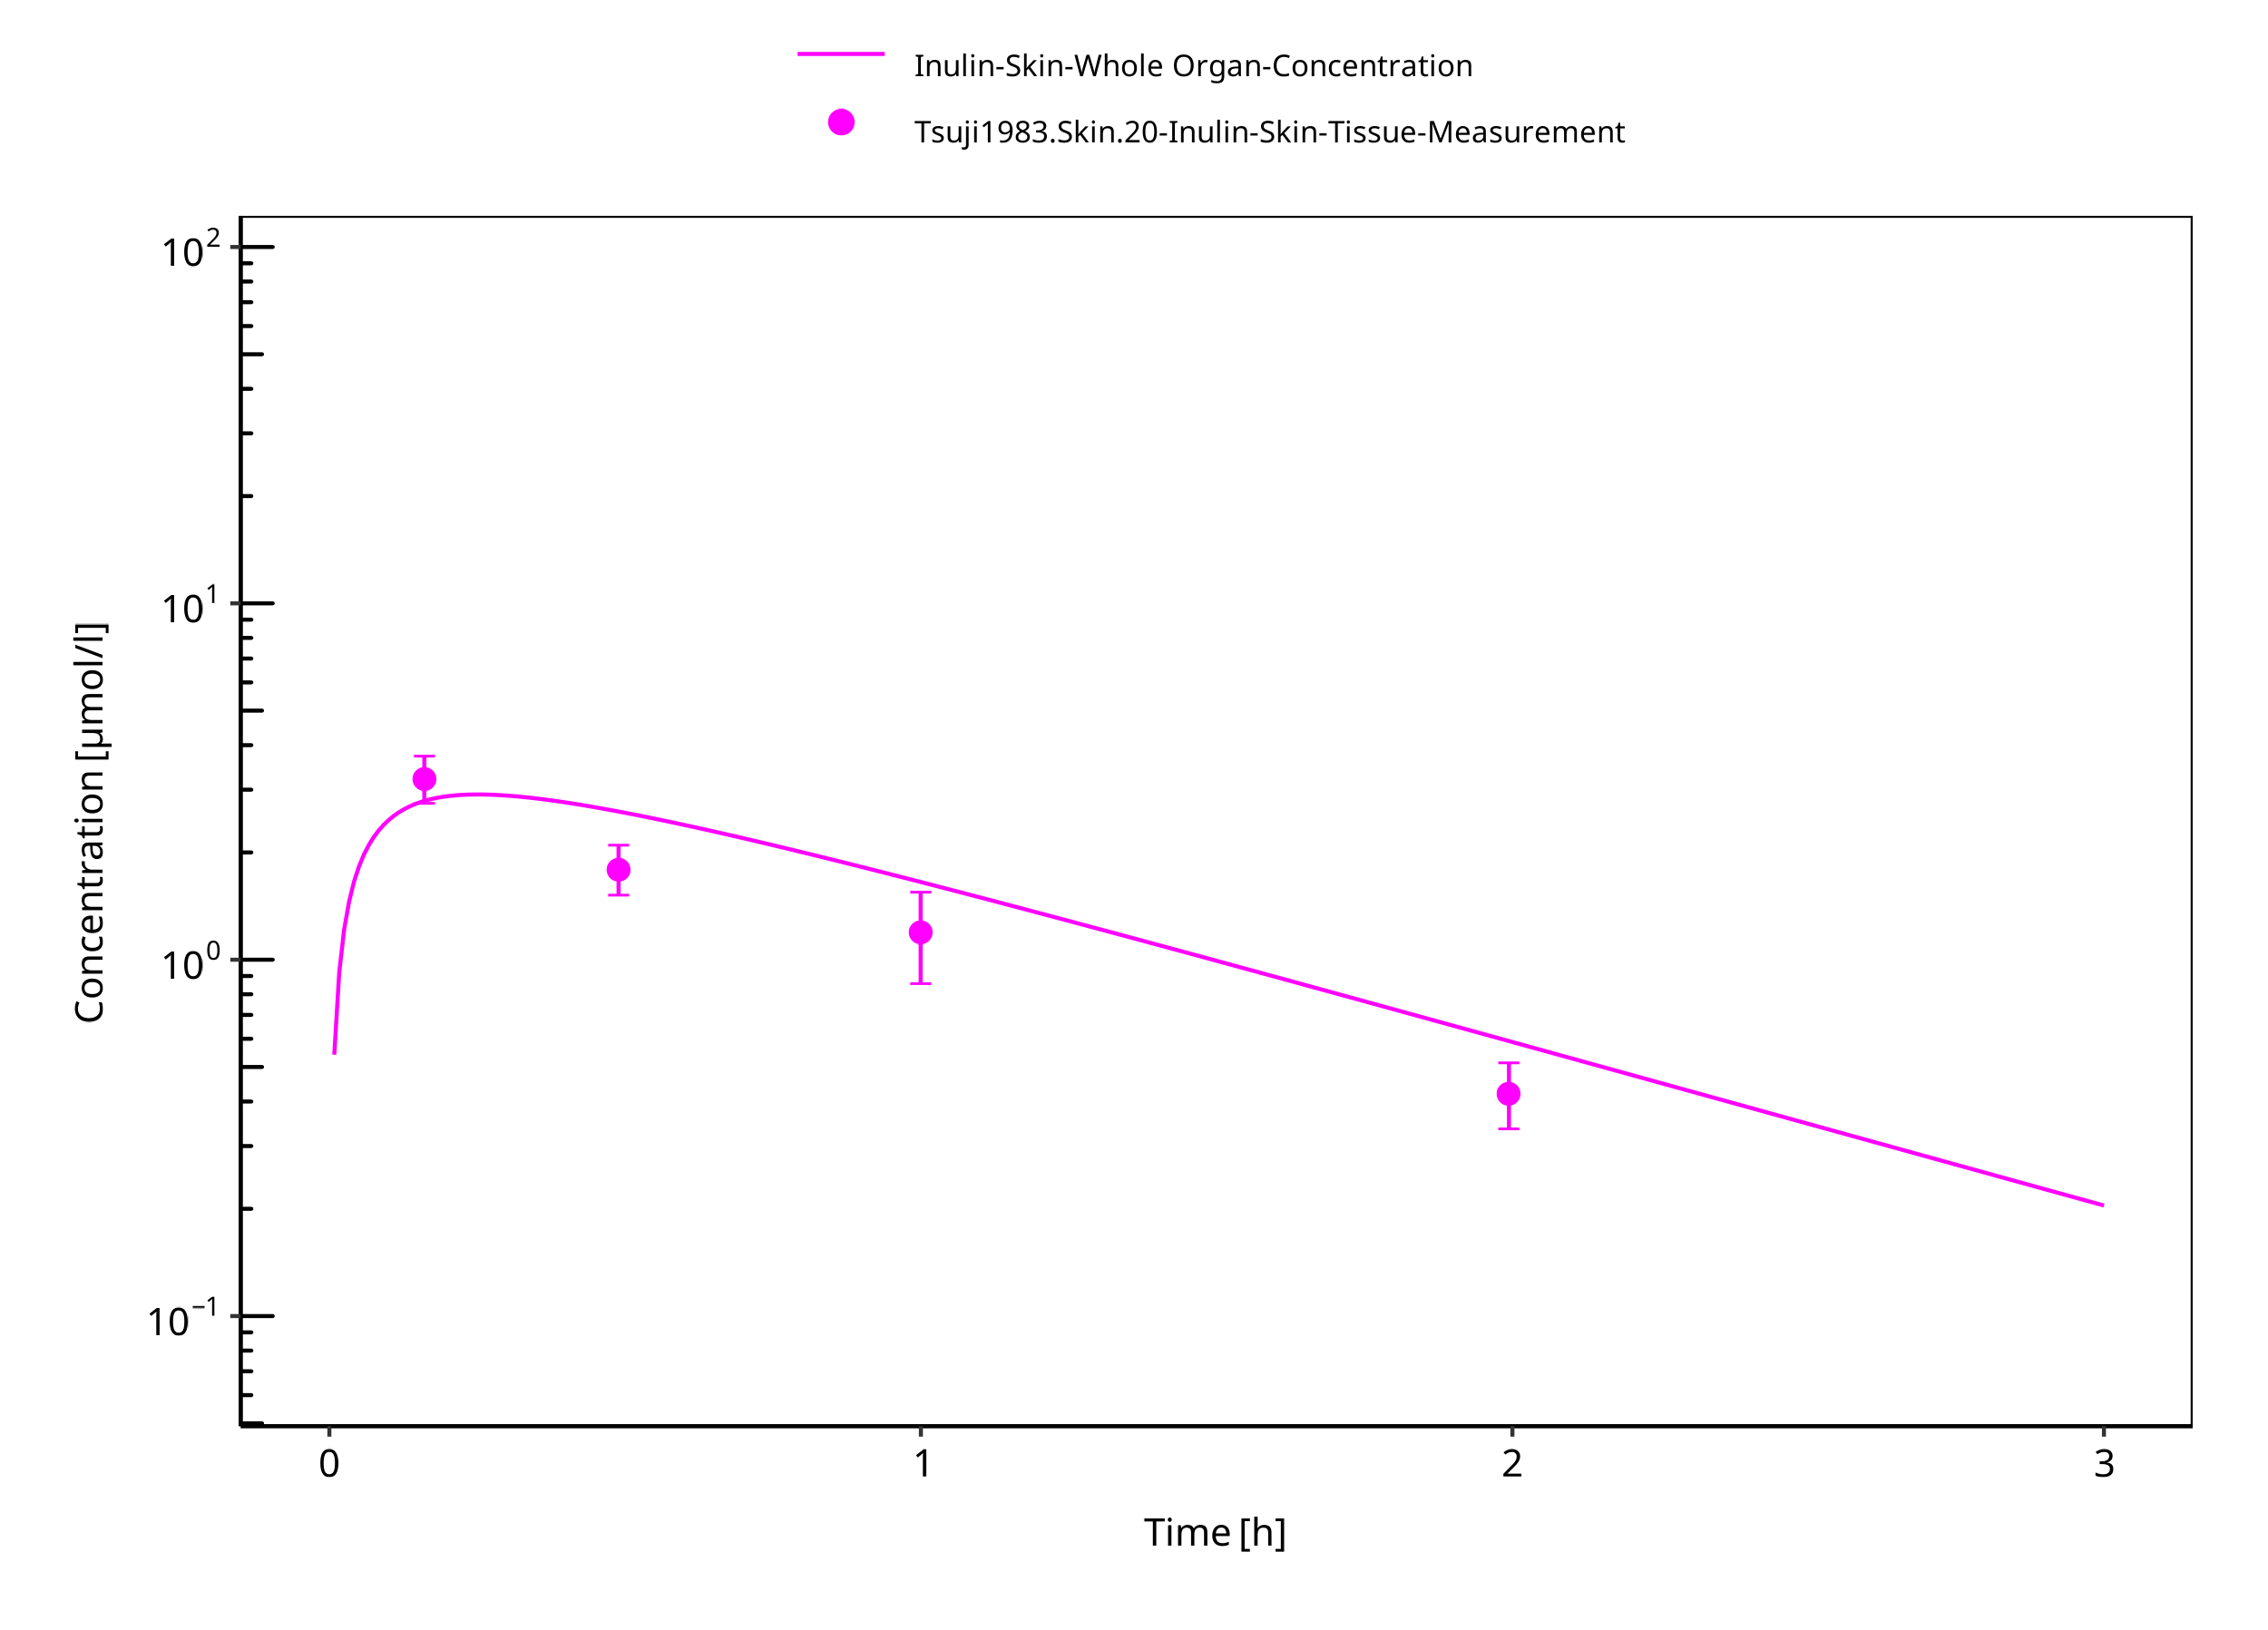 Inulin-Skin-Whole Organ-Concentration
Tsuji1983.Skin.20-Inulin-Skin-Tissue-Measurement
10²
10¹
10⁰
10⁻¹
Concentration [µmol/l]
0 1 2 3
Time [h]